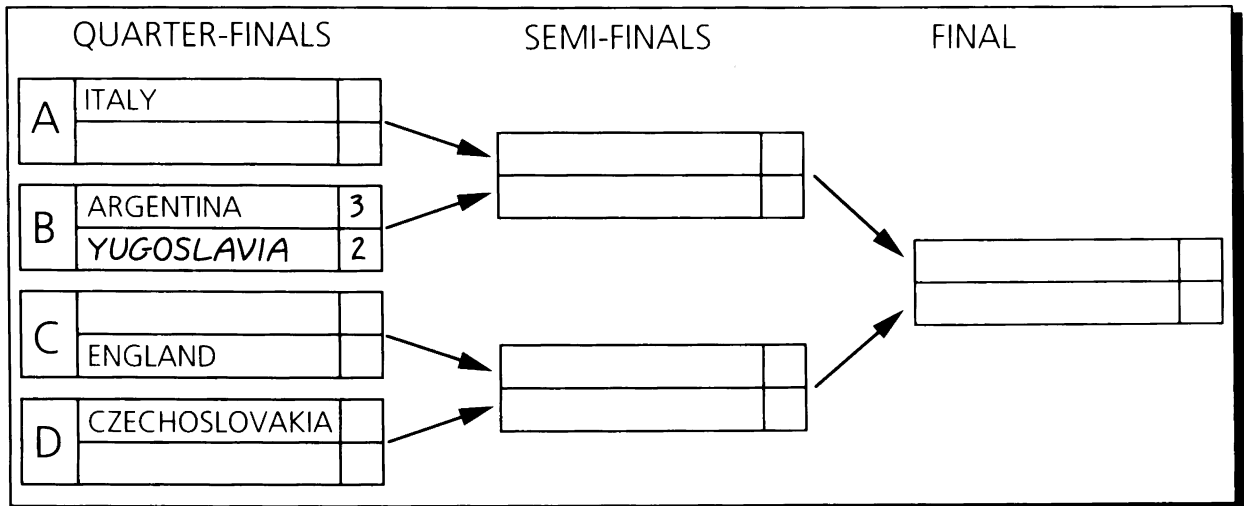 QUARTER-FINALS SEMI-FINALS FINAL
A ITALY
B ARGENTINA 3
YUGOSLAVIA 2
C
ENGLAND
D CZECHOSLOVAKIA